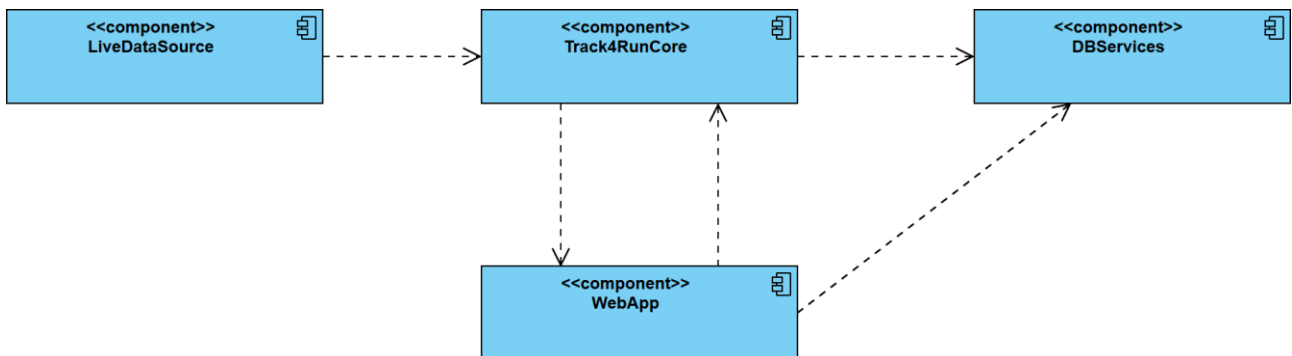 <<component>>
LiveDataSource
<<component>>
Track4RunCore
<<component>>
DBServices
<<component>>
WebApp